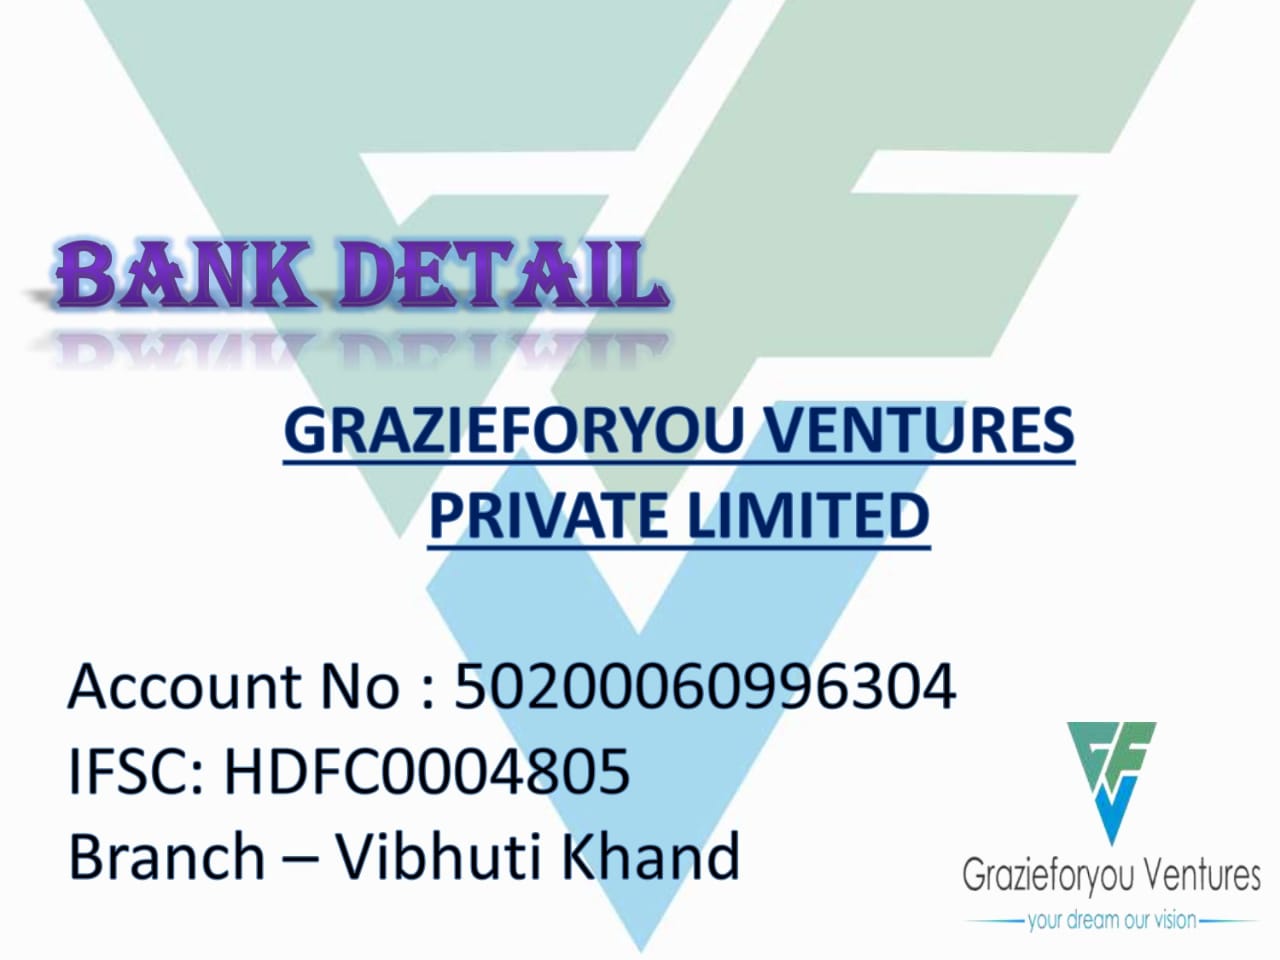 BANK DETAIL
GRAZIEFORYOU VENTURES
PRIVATE LIMITED
Account No : 50200060996304
IFSC: HDFC0004805
Branch – Vibhuti Khand
GFV
Grazieforyou Ventures
your dream our vision